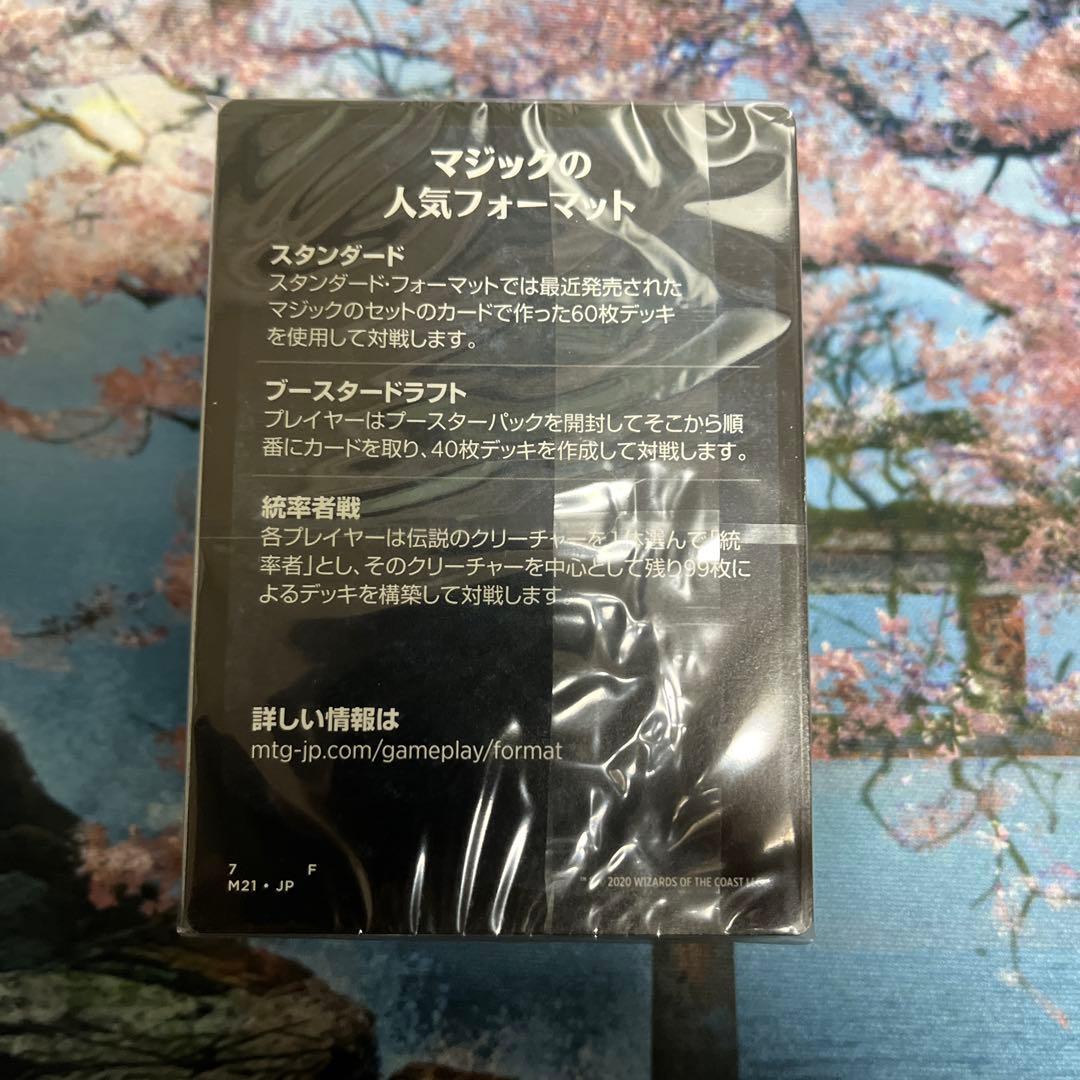 マジックの
人気フォーマット
スタンダード
スタンダード・フォーマットでは最近発売された
マジックのセットのカードで作った60枚デッキ
を使用して対戦します。
ブースタードラフト
プレイヤーはブースターパックを開封してそこから順
番にカードを取り、40枚デッキを作成して対戦します。
統率者戦
各プレイヤーは伝説のクリーチャーを1体選んで「統
率者」とし、そのクリーチャーを中心として残り99枚に
よるデッキを構築して対戦します。
詳しい情報は
mtg-jp.com/gameplay/format
7 F
M21・JP
2020 WIZARDS OF THE COAST